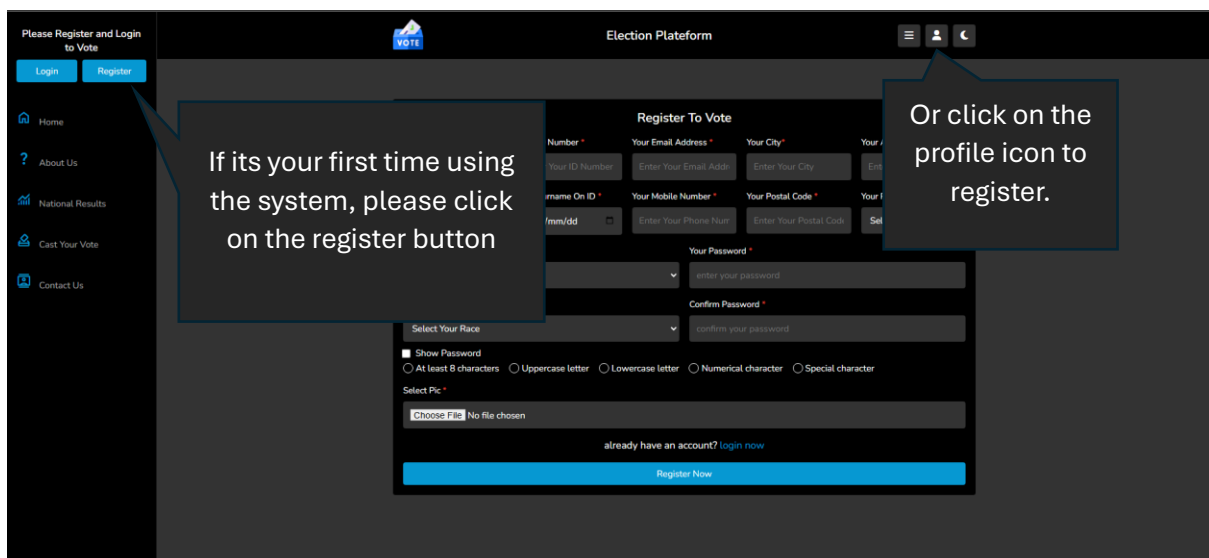 Please Register and Login
to Vote
Login
Register
Home
About Us
National Results
Cast Your Vote
Contact Us
VOTE
Election Plateform
If its your first time using
the system, please click
on the register button
Or click on the
profile icon to
register.
Register To Vote
Number *
Your Email Address *
Your City*
Your
Your ID Number
Enter Your Email Addr
Enter Your City
On ID *
Your Mobile Number *
Your Postal Code *
Your
/mm/dd
Enter Your Phone Num
Enter Your Postal Code
Your Password *
enter your password
Confirm Password *
Select Your Race
confirm your password
Show Password
At least 8 characters
Uppercase letter
Lowercase letter
Numerical character
Special character
Select Pic *
Choose File No file chosen
already have an account? login now
Register Now